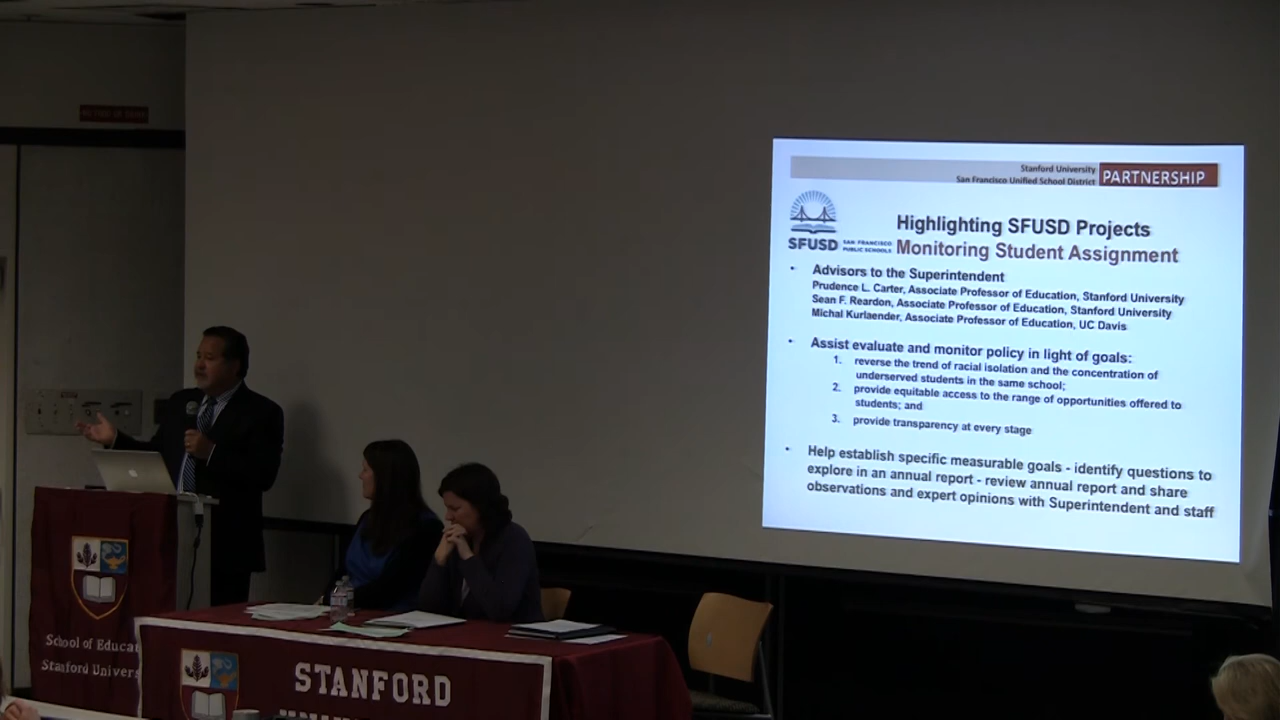 Stanford University
San Francisco Unified School District
PARTNERSHIP
SFUSD
SAN FRANCISCO
PUBLIC SCHOOLS
Highlighting SFUSD Projects
Monitoring Student Assignment
• Advisors to the Superintendent
Prudence L. Carter, Associate Professor of Education, Stanford University
Sean F. Reardon, Associate Professor of Education, Stanford University
Michal Kurlaender, Associate Professor of Education, UC Davis
• Assist evaluate and monitor policy in light of goals:
1. reverse the trend of racial isolation and the concentration of
underserved students in the same school;
2. provide equitable access to the range of opportunities offered to
students; and
3. provide transparency at every stage
• Help establish specific measurable goals - identify questions to
explore in an annual report - review annual report and share
observations and expert opinions with Superintendent and staff
School of Educat
Stanford Univers
STANFORD